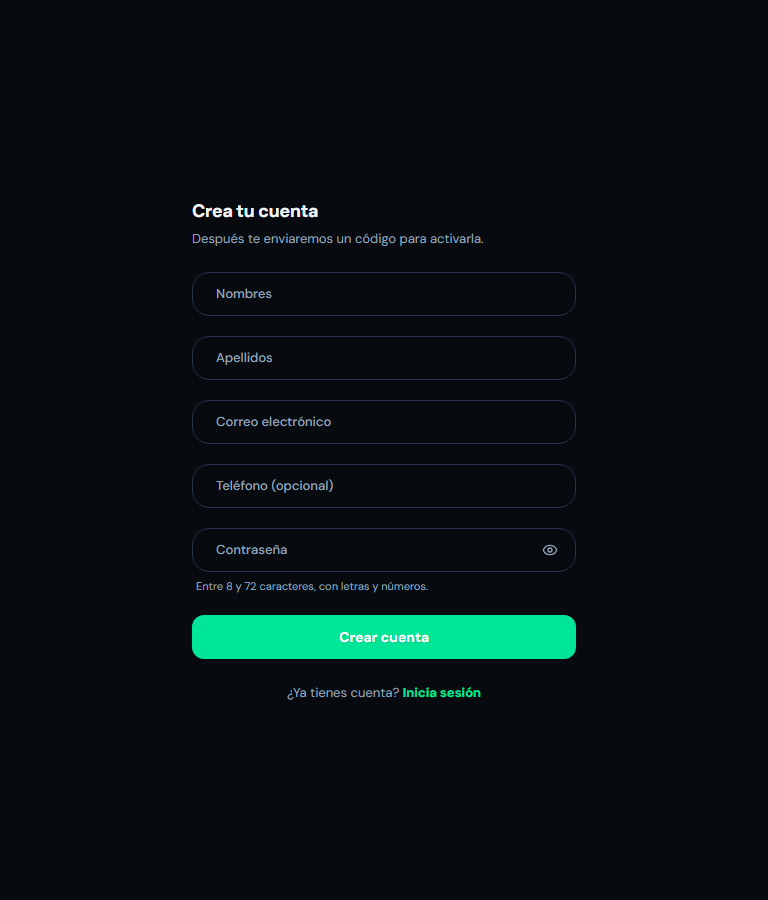 Crea tu cuenta
Después te enviaremos un código para activarla.
Nombres
Apellidos
Correo electrónico
Teléfono (opcional)
Contraseña
Entre 8 y 72 caracteres, con letras y números.
Crear cuenta
¿Ya tienes cuenta? Inicia sesión